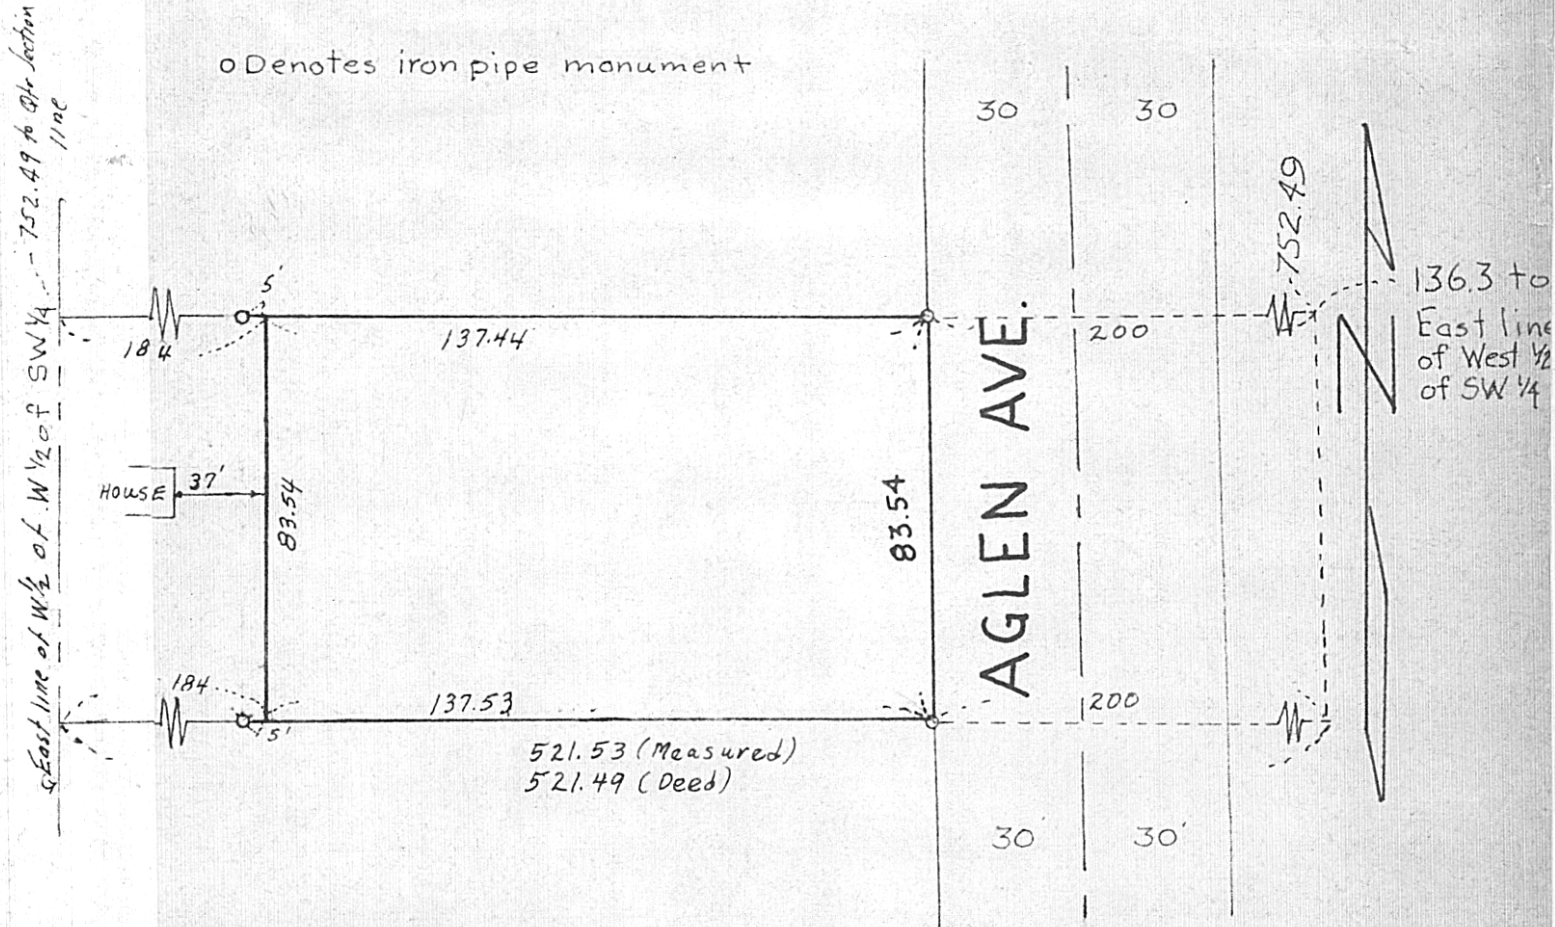 o Denotes iron pipe monument
30
30
East line of W½ of W½ of SW¼ -- 752.49 to Qtr Section
line
752.49
5'
184
137.44
200
136.3 to
East line
of West ½
of SW ¼
N
HOUSE
37'
83.54
83.54
AGLEN AVE.
184
5'
137.53
200
521.53 (Measured)
521.49 (Deed)
30'
30'